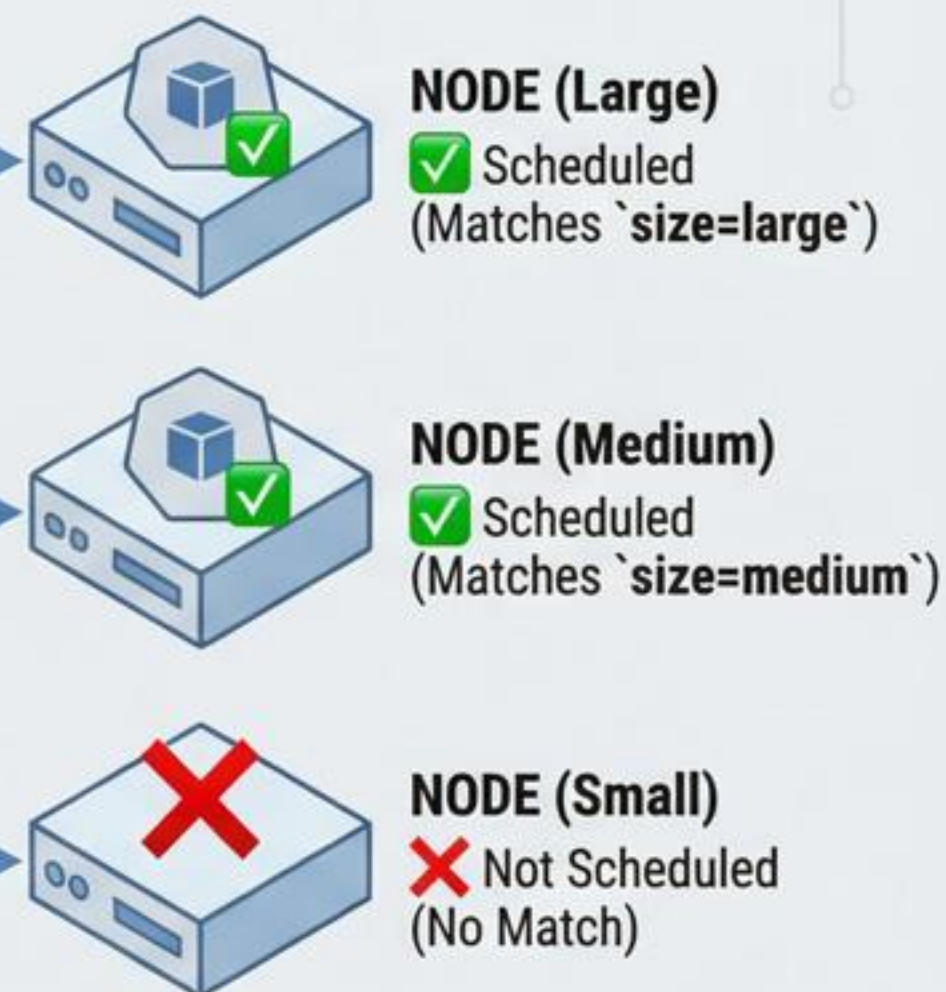 NODE (Large)
✅ Scheduled
(Matches `size=large`)
NODE (Medium)
✅ Scheduled
(Matches `size=medium`)
NODE (Small)
❌ Not Scheduled
(No Match)